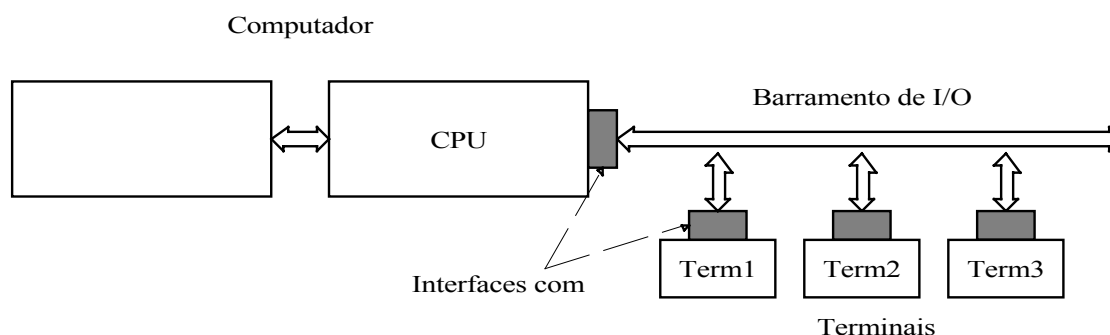 Computador
Barramento de I/O
CPU
Term1
Term2
Term3
Interfaces com
Terminais